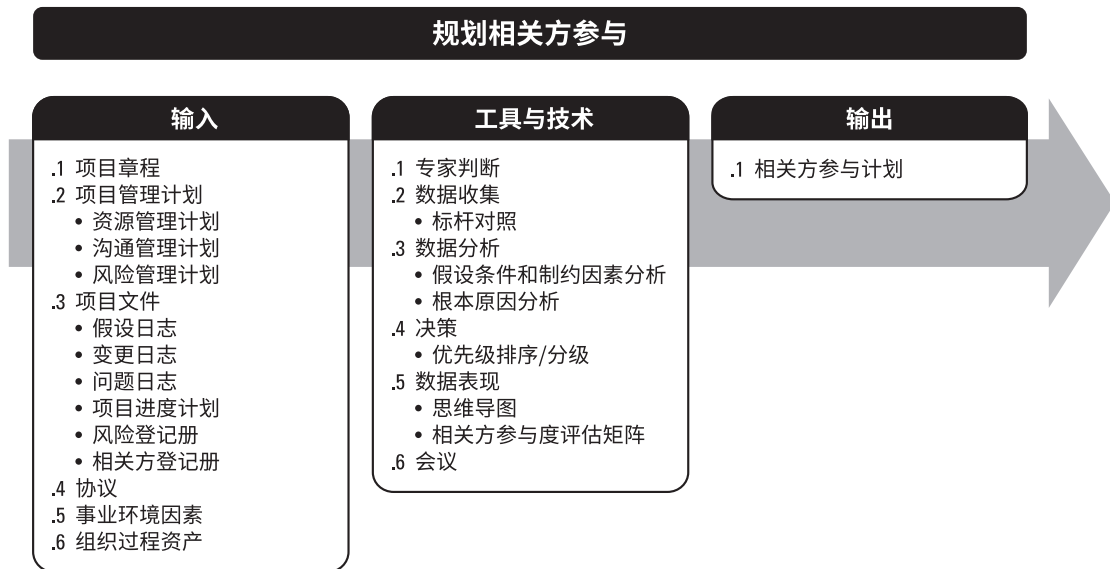 规划相关方参与
输入
.1 项目章程
.2 项目管理计划
• 资源管理计划
• 沟通管理计划
• 风险管理计划
.3 项目文件
• 假设日志
• 变更日志
• 问题日志
• 项目进度计划
• 风险登记册
• 相关方登记册
.4 协议
.5 事业环境因素
.6 组织过程资产
工具与技术
.1 专家判断
.2 数据收集
• 标杆对照
.3 数据分析
• 假设条件和制约因素分析
• 根本原因分析
.4 决策
• 优先级排序/分级
.5 数据表现
• 思维导图
• 相关方参与度评估矩阵
.6 会议
输出
.1 相关方参与计划